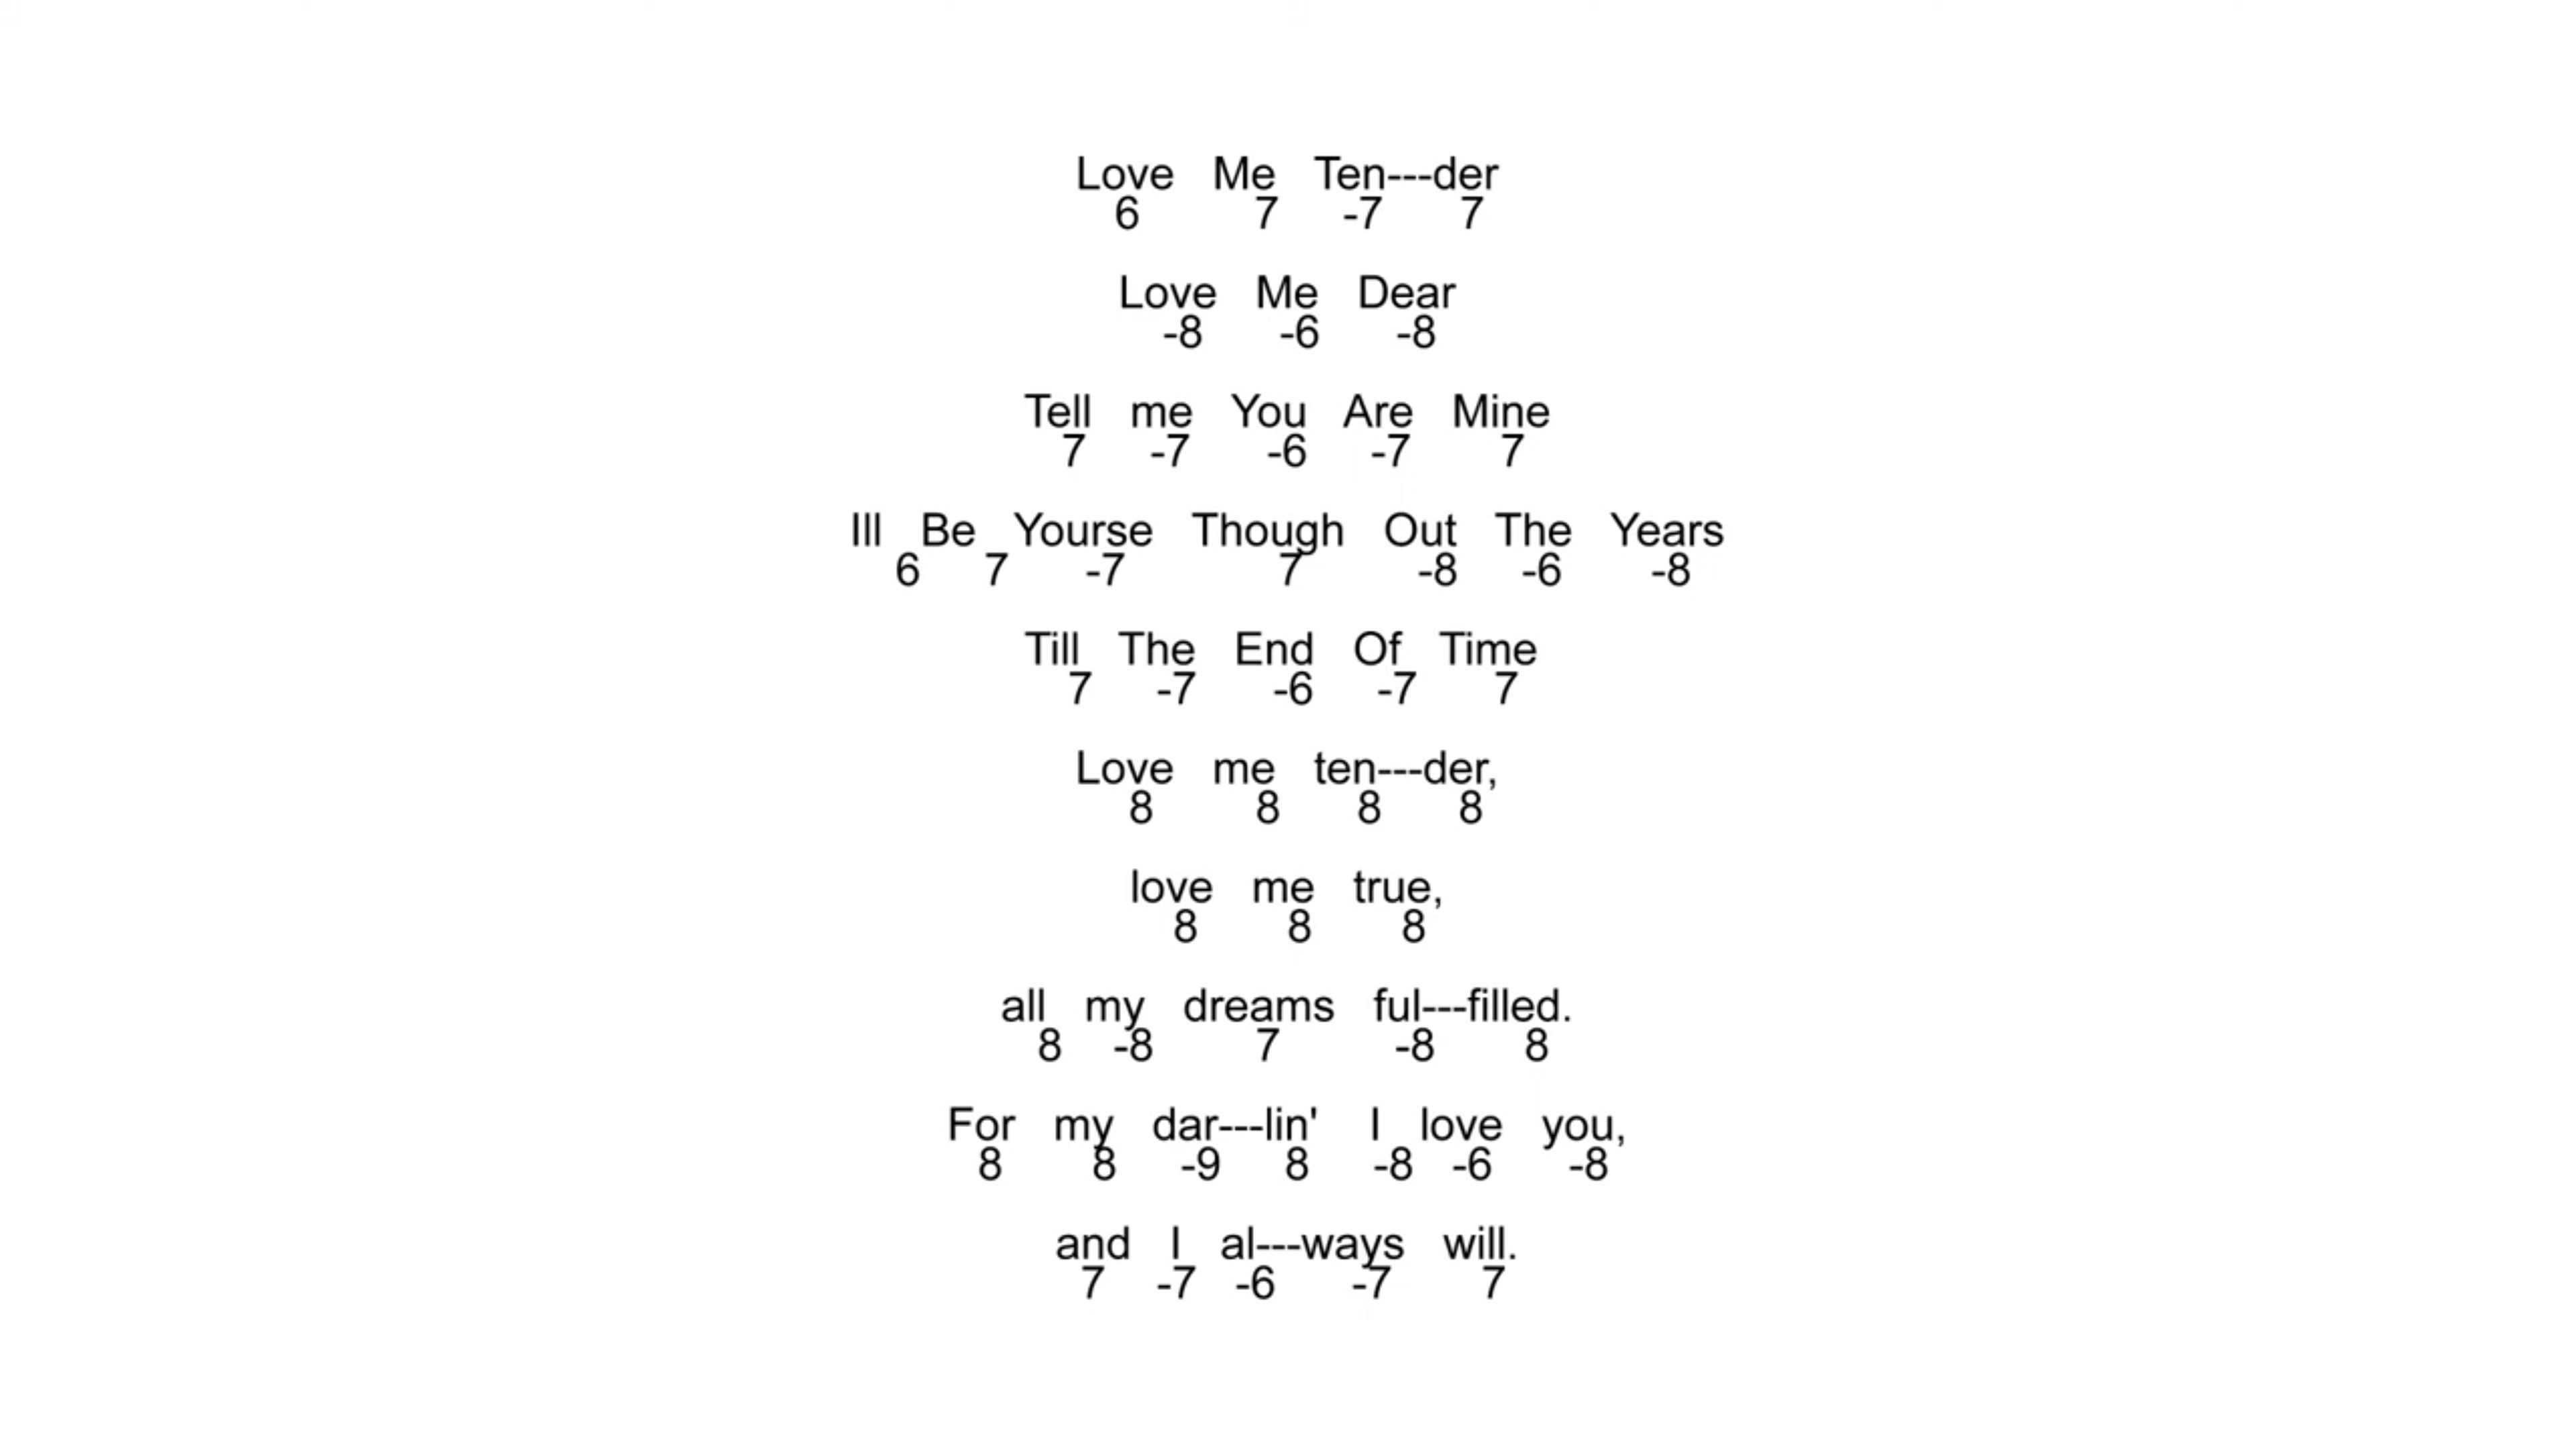 Love Me Ten---der
6 7 -7 7
Love Me Dear
-8 -6 -8
Tell me You Are Mine
7 -7 -6 -7 7
Ill Be Yourse Though Out The Years
6 7 -7 7 -8 -6 -8
Till The End Of Time
7 -7 -6 -7 7
Love me ten---der,
8 8 8 8
love me true,
8 8 8
all my dreams ful---filled.
8 -8 7 -8 8
For my dar---lin' I love you,
8 8 -9 8 -8 -6 -8
and I al---ways will.
7 -7 -6 -7 7